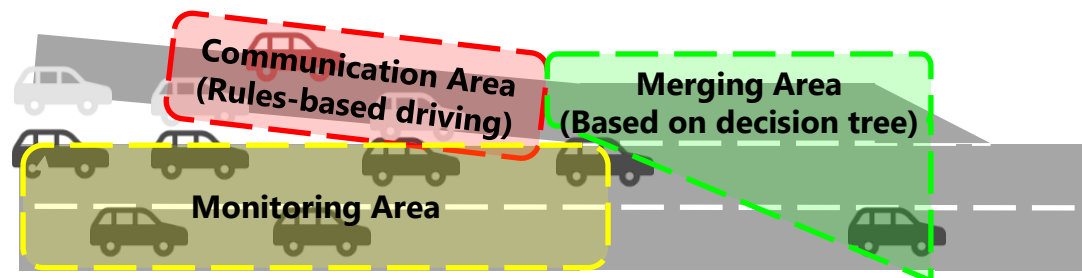 Communication Area
(Rules-based driving)
Merging Area
(Based on decision tree)
Monitoring Area